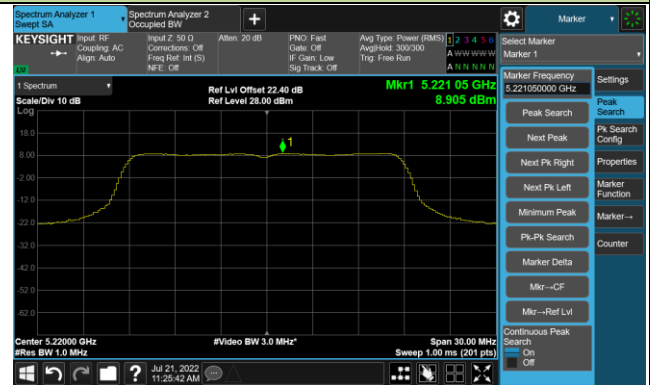 Spectrum Analyzer 1
Swept SA
Spectrum Analyzer 2
Occupied BW
+
Marker
KEYSIGHT
Input: RF
Coupling: AC
Align: Auto
Input Z: 50 Ω
Corrections: Off
Freq Ref: Int (S)
NFE: Off
Atten: 20 dB
PNO: Fast
Gate: Off
IF Gain: Low
Sig Track: Off
Avg Type: Power (RMS)
Avg|Hold: 300/300
Trig: Free Run
1 2 3 4 5 6
A W W W W W
A N N N N N
LXI
Select Marker
Marker 1
1 Spectrum
Scale/Div 10 dB
Log
Ref Lvl Offset 22.40 dB
Ref Level 28.00 dBm
Mkr1 5.221 05 GHz
8.905 dBm
1
18.0
8.00
-2.00
-12.0
-22.0
-32.0
-42.0
-52.0
-62.0
Center 5.22000 GHz
#Res BW 1.0 MHz
#Video BW 3.0 MHz*
Span 30.00 MHz
Sweep 1.00 ms (201 pts)
Marker Frequency
5.221050000 GHz
Peak Search
Next Peak
Next Pk Right
Next Pk Left
Minimum Peak
Pk-Pk Search
Marker Delta
Mkr→CF
Mkr→Ref Lvl
Continuous Peak
Search
On
Off
Settings
Peak
Search
Pk Search
Config
Properties
Marker
Function
Marker→
Counter
?
Jul 21, 2022
11:25:42 AM